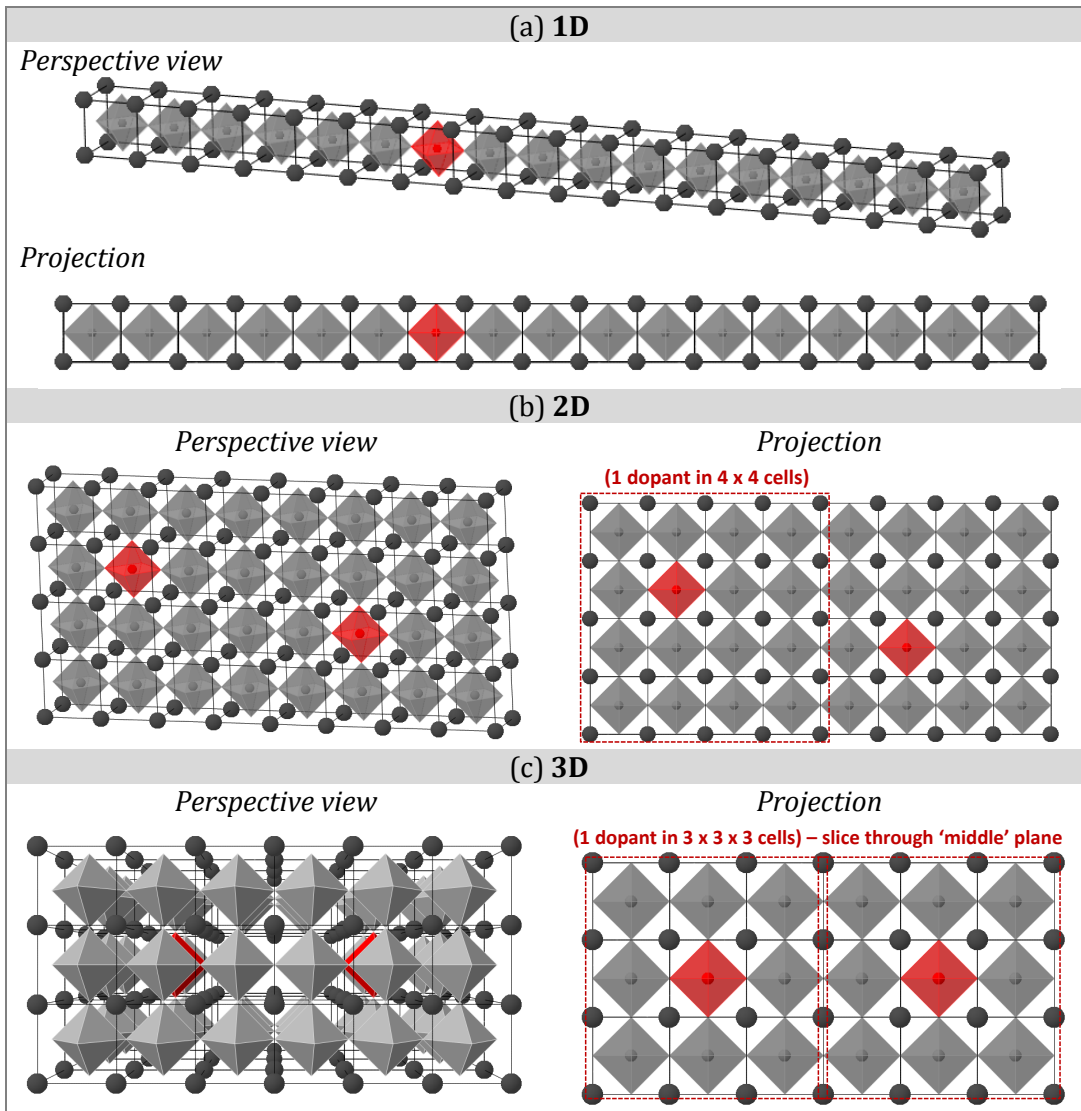 (a) 1D
Perspective view
Projection
(b) 2D
Perspective view
Projection
(1 dopant in 4 x 4 cells)
(c) 3D
Perspective view
Projection
(1 dopant in 3 x 3 x 3 cells) – slice through ‘middle’ plane